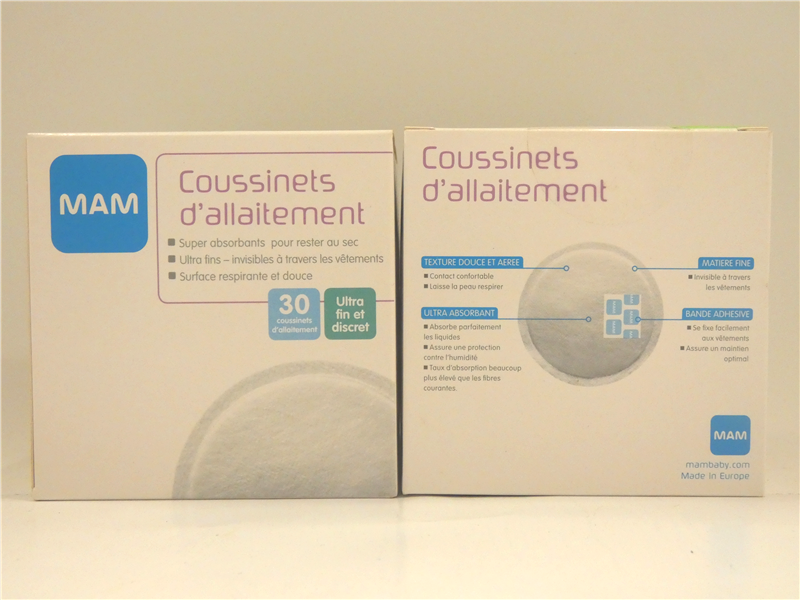 MAM
Coussinets
d'allaitement
Super absorbants pour rester au sec
Ultra fins – invisibles à travers les vêtements
Surface respirante et douce
30
coussinets
d'allaitement
Ultra
fin et
discret
Coussinets
d'allaitement
TEXTURE DOUCE ET AEREE
Contact confortable
Laisse la peau respirer
ULTRA ABSORBANT
Absorbe parfaitement
les liquides
Assure une protection
contre l'humidité
Taux d'absorption beaucoup
plus élevé que les fibres
courantes.
MATIERE FINE
Invisible à travers
les vêtements
BANDE ADHESIVE
Se fixe facilement
aux vêtements
Assure un maintien
optimal
MAM
mambaby.com
Made in Europe